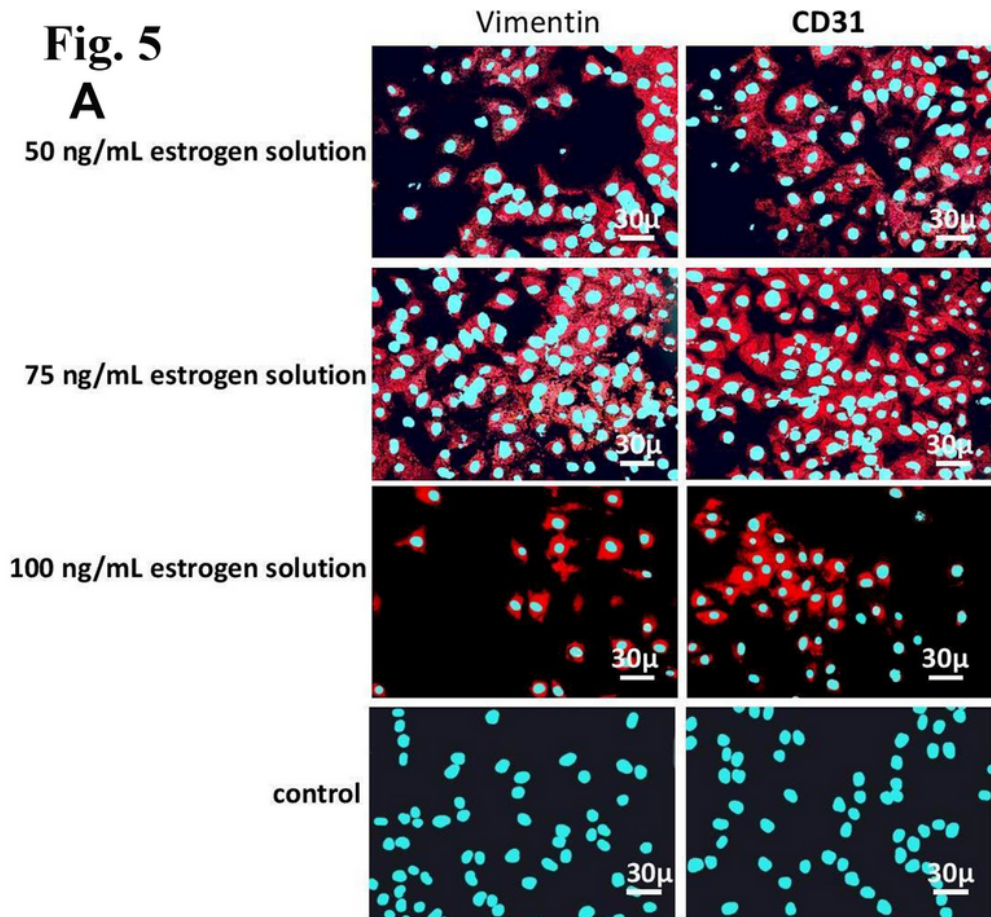 Fig. 5
A
Vimentin CD31
50 ng/mL estrogen solution
30µ 30µ
75 ng/mL estrogen solution
30µ 30µ
100 ng/mL estrogen solution
30µ 30µ
control
30µ 30µ